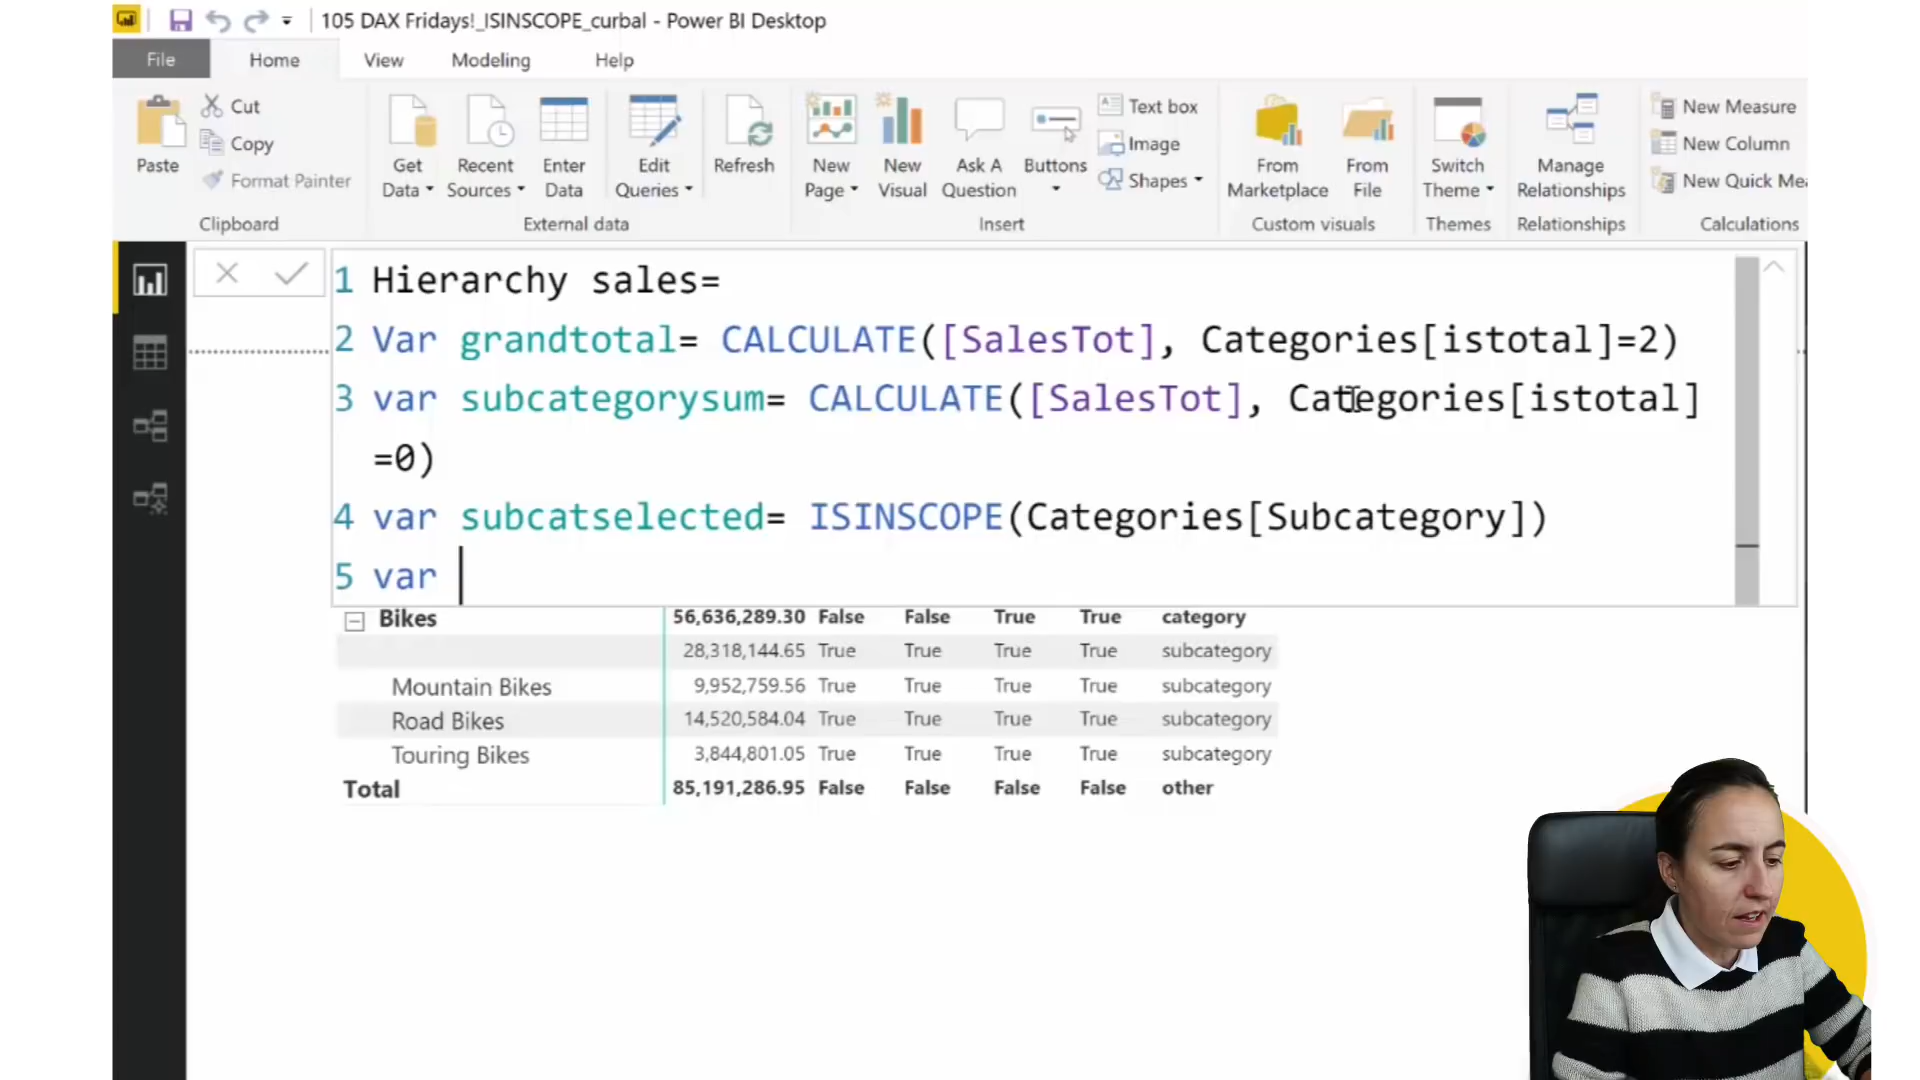 105 DAX Fridays!_ISINSCOPE_curbal - Power BI Desktop
File Home View Modeling Help
Paste
Cut
Copy
Format Painter
Clipboard
Get Data
Recent Sources
Enter Data
Edit Queries
Refresh
External data
New Page
New Visual
Ask A Question
Buttons
Text box
Image
Shapes
Insert
From Marketplace
From File
Custom visuals
Switch Theme
Themes
Manage Relationships
Relationships
New Measure
New Column
New Quick Mea
Calculations
1 Hierarchy sales=
2 Var grandtotal= CALCULATE([SalesTot], Categories[istotal]=2)
3 var subcategorysum= CALCULATE([SalesTot], Categories[istotal]
=0)
4 var subcatselected= ISINSCOPE(Categories[Subcategory])
5 var
Bikes 56,636,289.30 False False True True category
28,318,144.65 True True True True subcategory
Mountain Bikes 9,952,759.56 True True True True subcategory
Road Bikes 14,520,584.04 True True True True subcategory
Touring Bikes 3,844,801.05 True True True True subcategory
Total 85,191,286.95 False False False False other